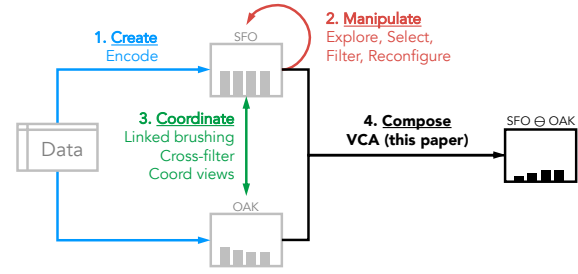 1. Create
Encode
SFO
2. Manipulate
Explore, Select,
Filter, Reconfigure
3. Coordinate
Linked brushing
Cross-filter
Coord views
4. Compose
VCA (this paper)
SFO ⊖ OAK
Data
OAK